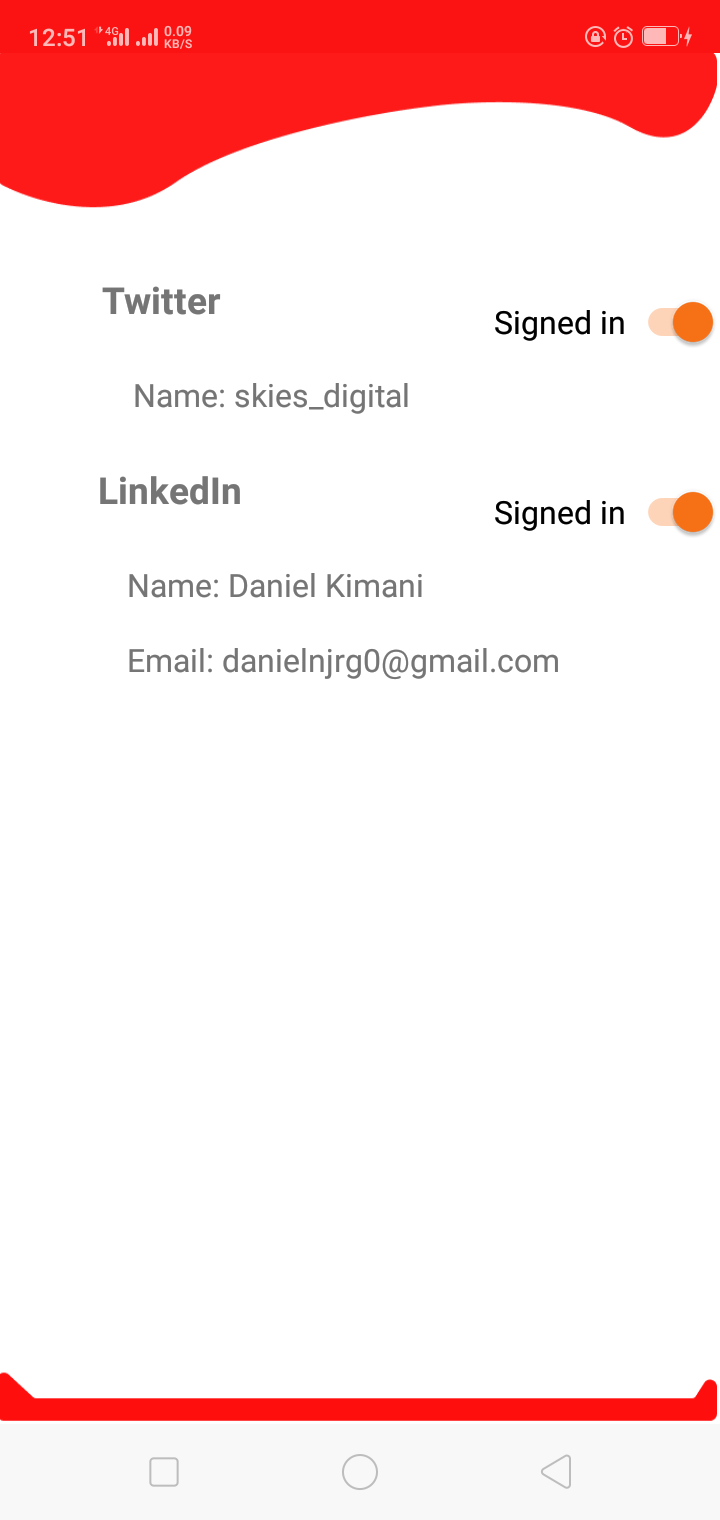 12:51 4G 0.09 KB/S
Twitter
Signed in
Name: skies_digital
LinkedIn
Signed in
Name: Daniel Kimani
Email: danielnjrg0@gmail.com